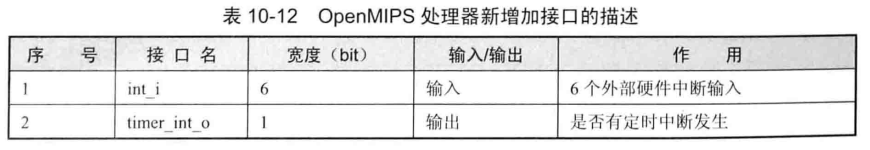 表 10-12 OpenMIPS 处理器新增加接口的描述
序 号 接 口 名 宽度（bit） 输入/输出 作 用
1 int_i 6 输入 6 个外部硬件中断输入
2 timer_int_o 1 输出 是否有定时中断发生